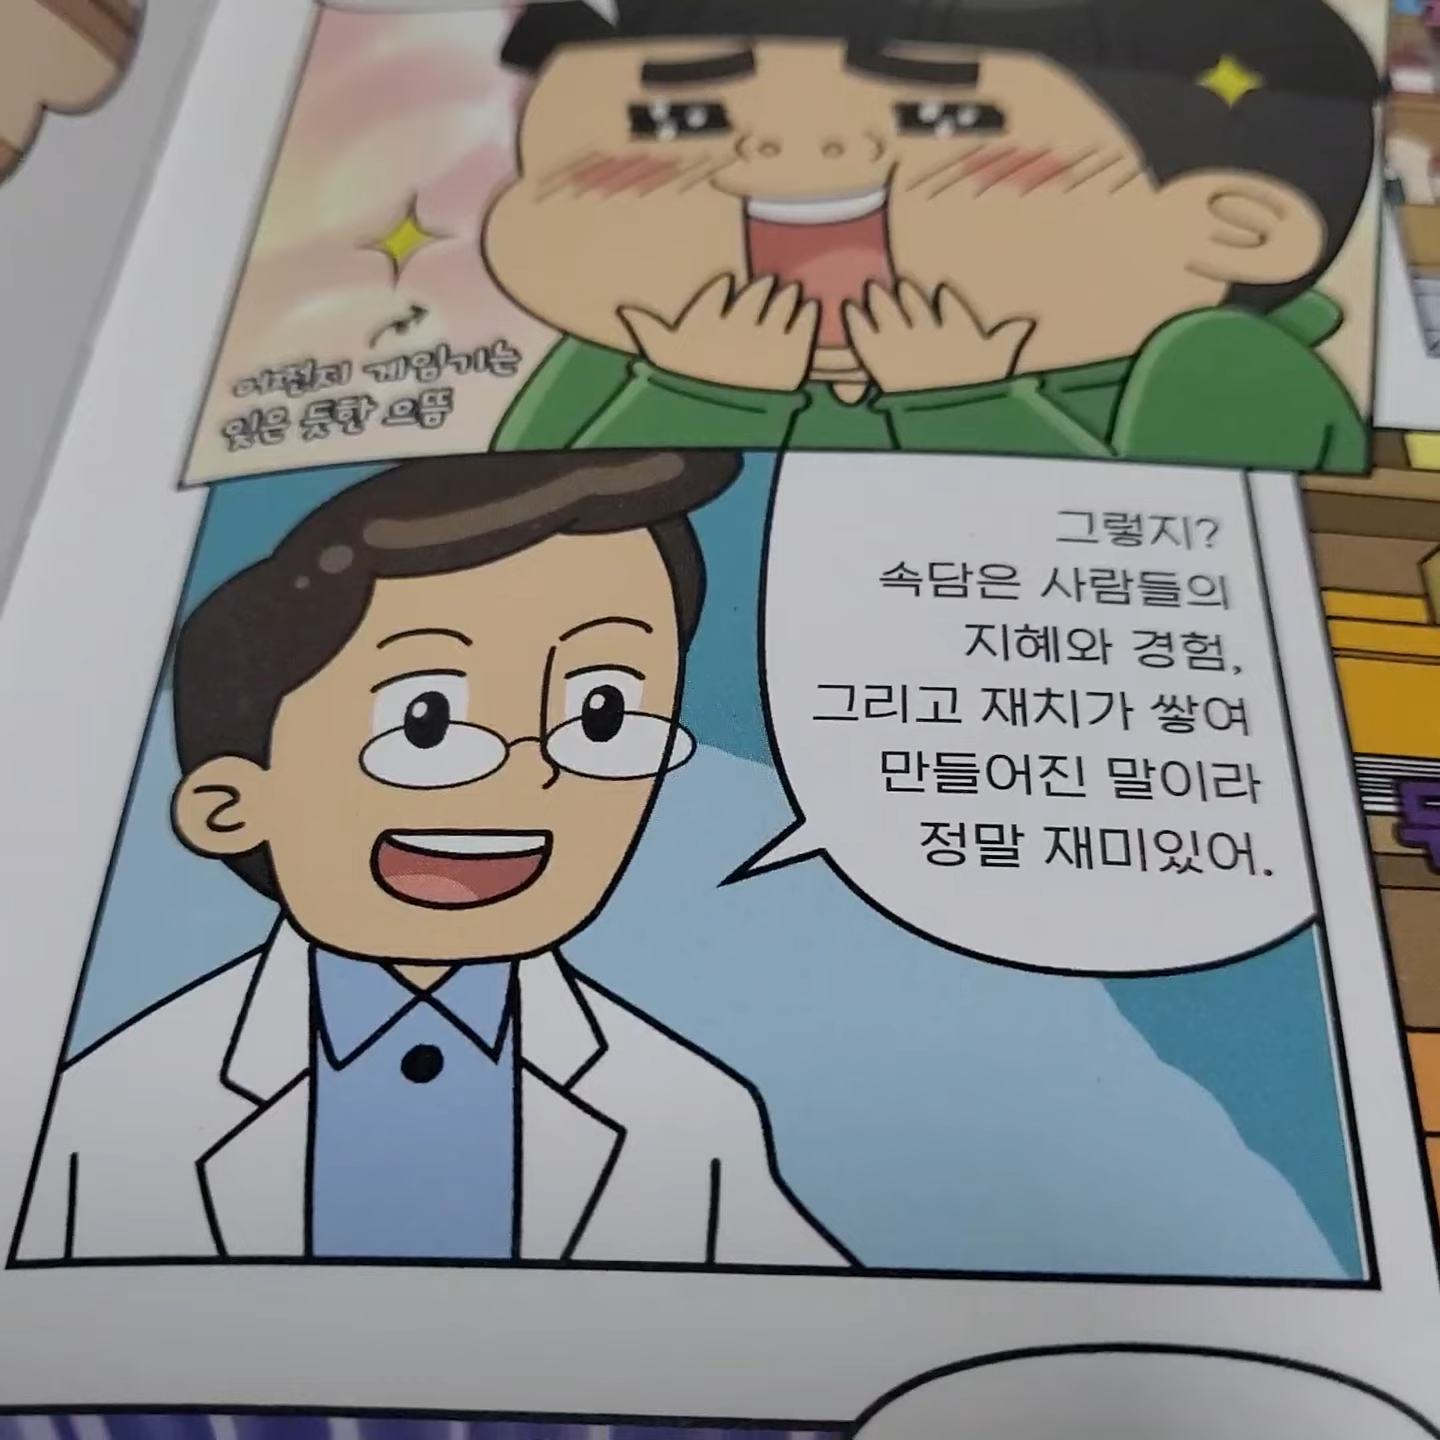 어쩐지 게임기는
잊은 듯한 으뜸
그렇지?
속담은 사람들의
지혜와 경험,
그리고 재치가 쌓여
만들어진 말이라
정말 재미있어.